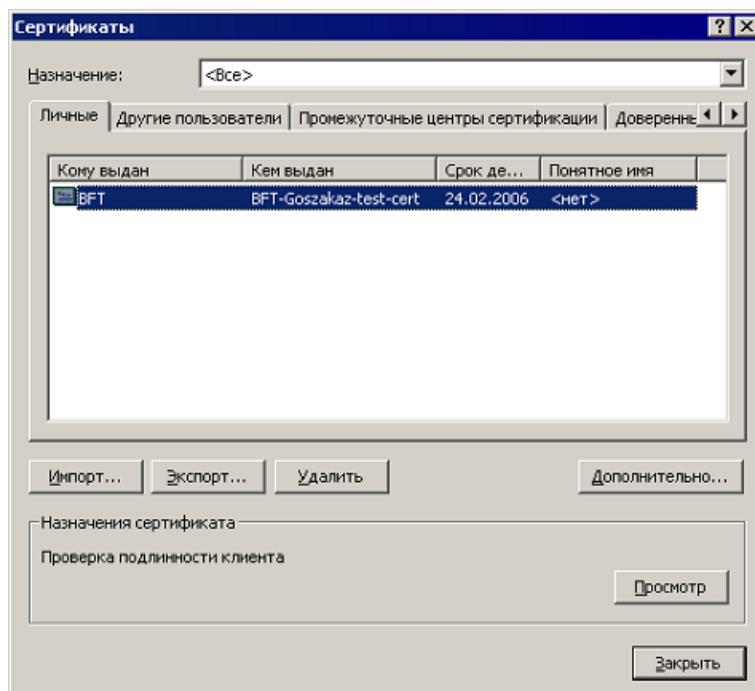 Сертификаты
Назначение: <Все>
Личные Другие пользователи Промежуточные центры сертификации Доверенны
Кому выдан Кем выдан Срок де... Понятное имя
BFT BFT-Goszakaz-test-cert 24.02.2006 <нет>
Импорт... Экспорт... Удалить Дополнительно...
Назначения сертификата
Проверка подлинности клиента
Просмотр
Закрыть